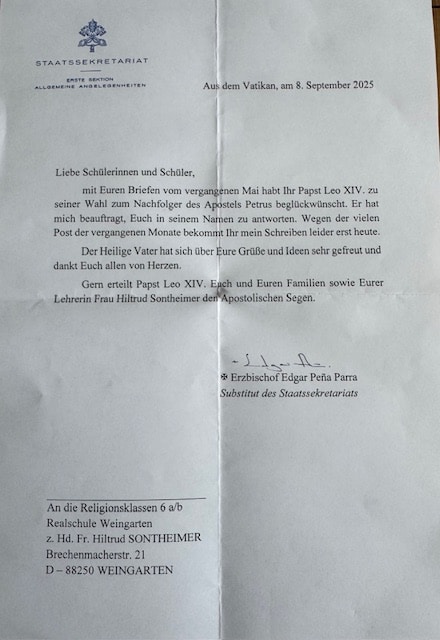 STAATSSEKRETARIAT
ERSTE SEKTION
ALLGEMEINE ANGELEGENHEITEN
Aus dem Vatikan, am 8. September 2025
Liebe Schülerinnen und Schüler,
mit Euren Briefen vom vergangenen Mai habt Ihr Papst Leo XIV. zu
seiner Wahl zum Nachfolger des Apostels Petrus beglückwünscht. Er hat
mich beauftragt, Euch in seinem Namen zu antworten. Wegen der vielen
Post der vergangenen Monate bekommt Ihr mein Schreiben leider erst heute.
Der Heilige Vater hat sich über Eure Grüße und Ideen sehr gefreut und
dankt Euch allen von Herzen.
Gern erteilt Papst Leo XIV. Euch und Euren Familien sowie Eurer
Lehrerin Frau Hiltrud Sontheimer den Apostolischen Segen.
✠ Erzbischof Edgar Peña Parra
Substitut des Staatssekretariats
An die Religionsklassen 6 a/b
Realschule Weingarten
z. Hd. Fr. Hiltrud SONTHEIMER
Brechenmacherstr. 21
D – 88250 WEINGARTEN